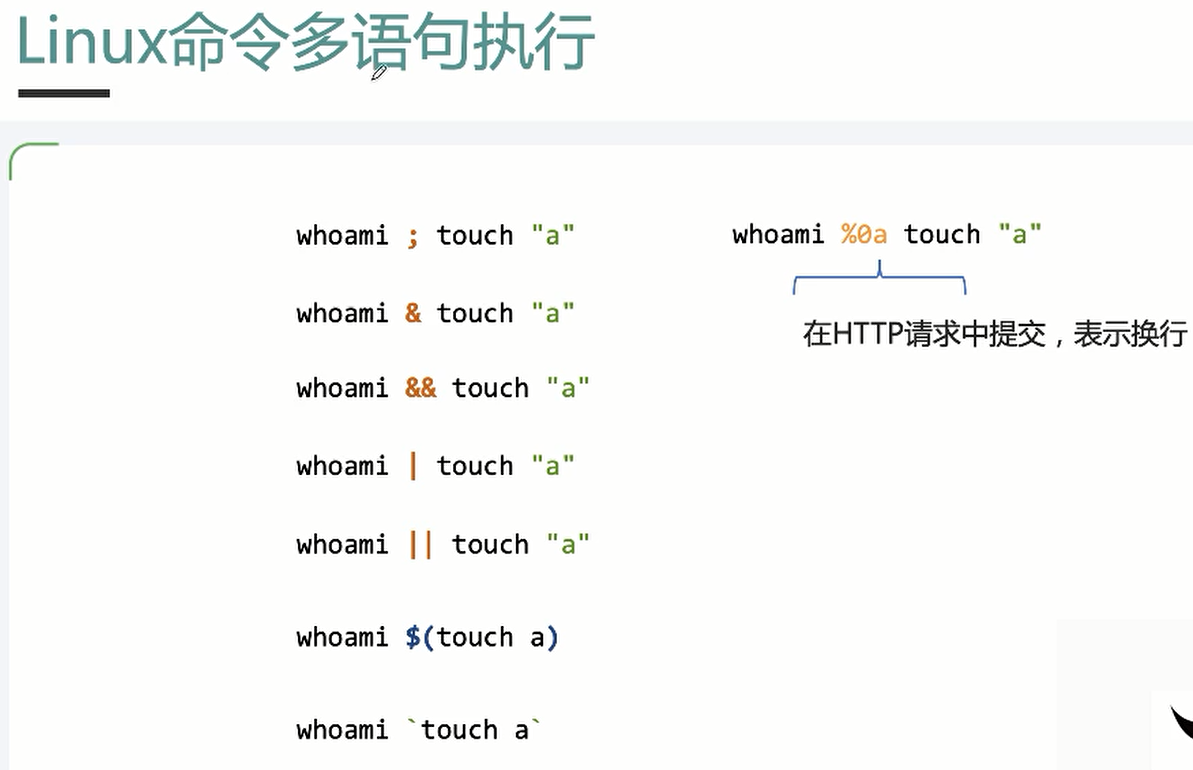 Linux命令多语句执行
whoami ; touch "a"
whoami & touch "a"
whoami && touch "a"
whoami | touch "a"
whoami || touch "a"
whoami $(touch a)
whoami `touch a`
whoami %0a touch "a"
在HTTP请求中提交，表示换行